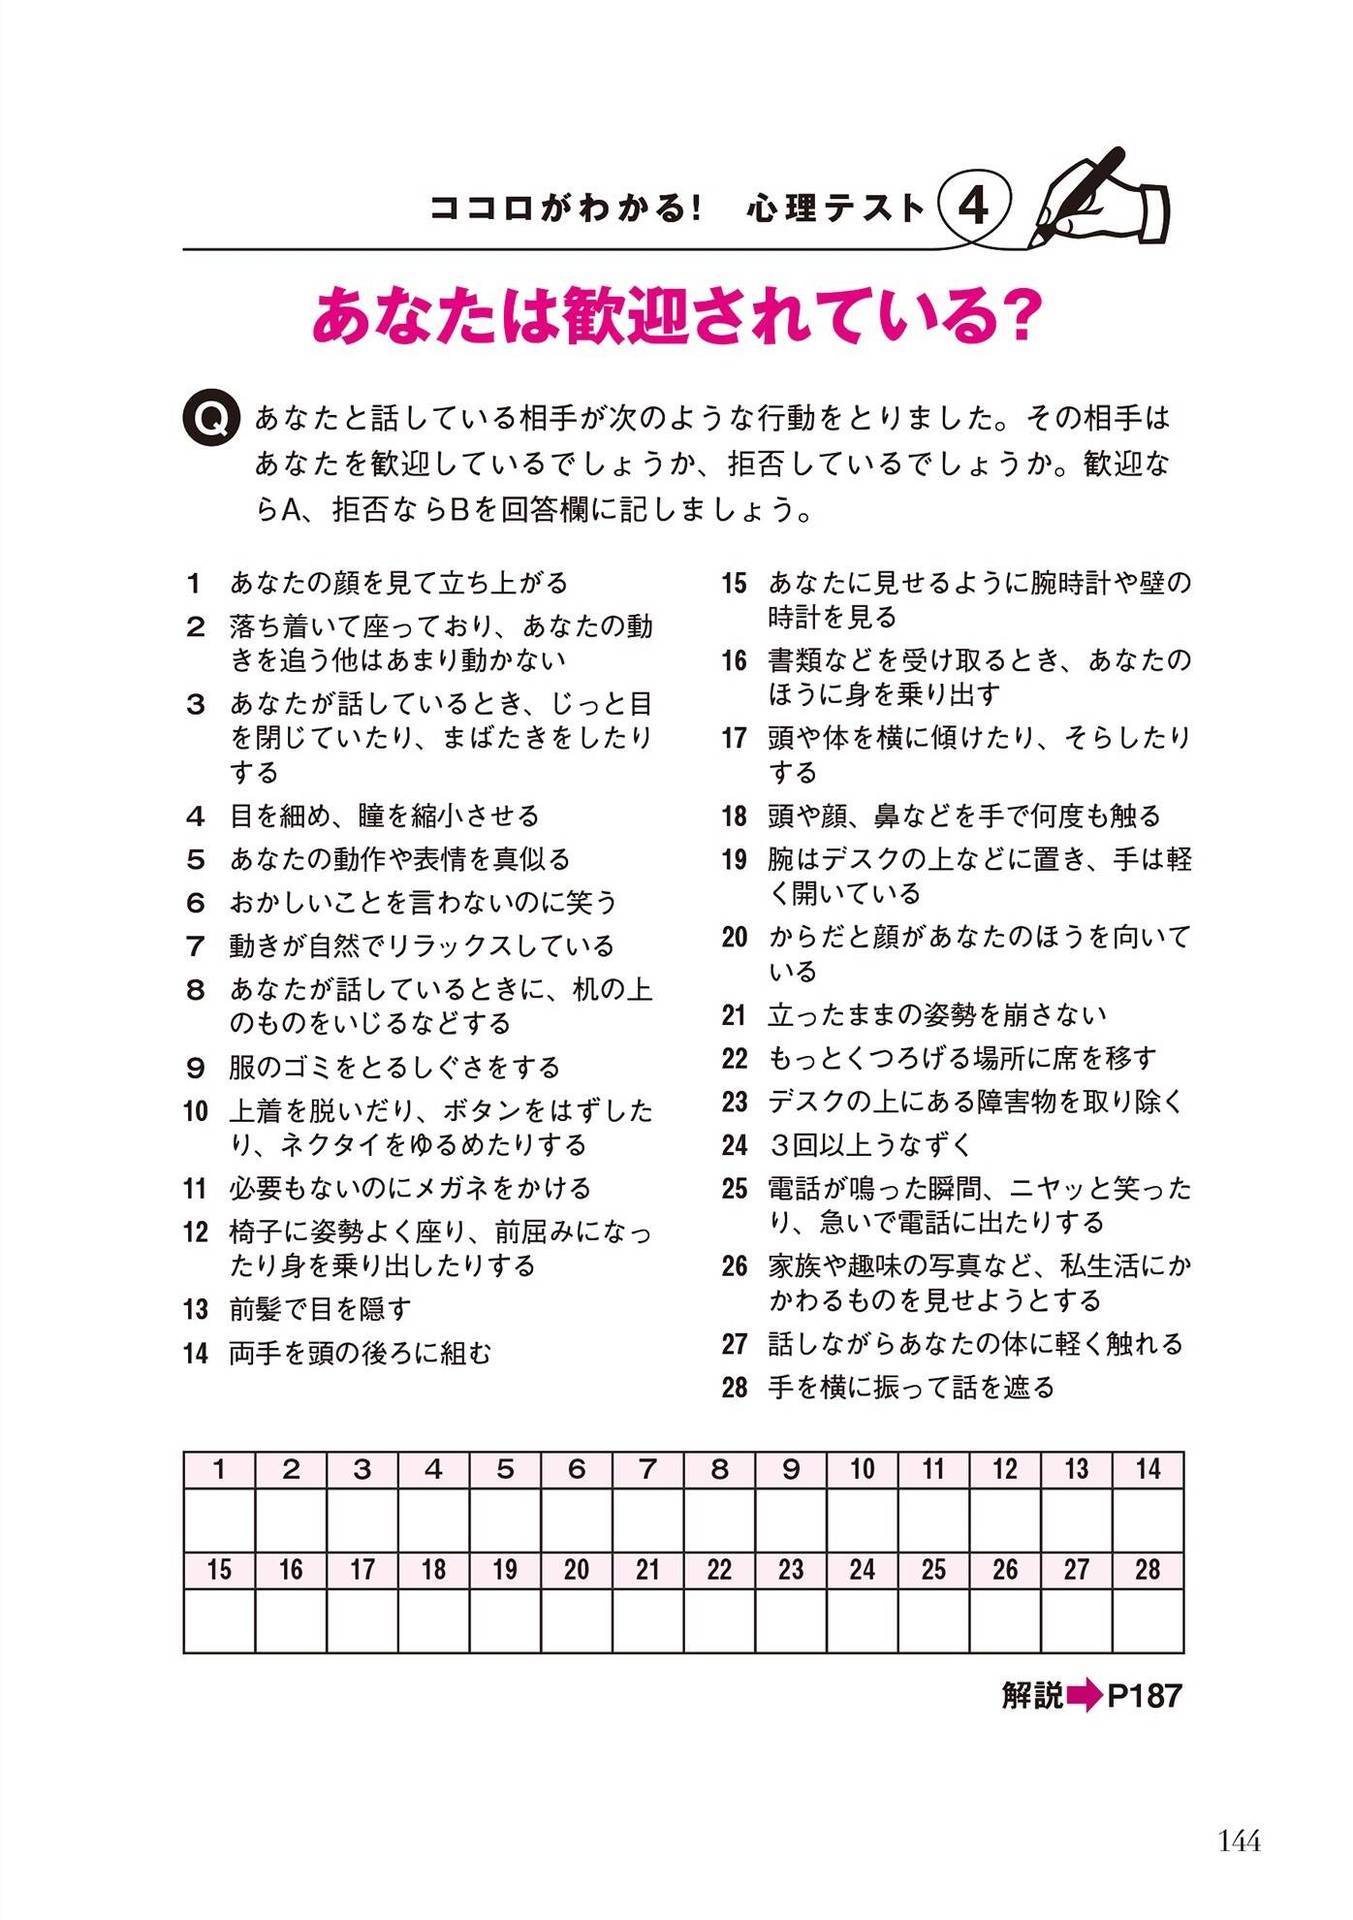 ココロがわかる! 心理テスト 4
あなたは歓迎されている?
Q あなたと話している相手が次のような行動をとりました。その相手は
あなたを歓迎しているでしょうか、拒否しているでしょうか。歓迎な
らA、拒否ならBを回答欄に記しましょう。
1 あなたの顔を見て立ち上がる
2 落ち着いて座っており、あなたの動
きを追う他はあまり動かない
3 あなたが話しているとき、じっと目
を閉じていたり、まばたきをしたり
する
4 目を細め、瞳を縮小させる
5 あなたの動作や表情を真似る
6 おかしいことを言わないのに笑う
7 動きが自然でリラックスしている
8 あなたが話しているときに、机の上
のものをいじるなどする
9 服のゴミをとるしぐさをする
10 上着を脱いだり、ボタンをはずした
り、ネクタイをゆるめたりする
11 必要もないのにメガネをかける
12 椅子に姿勢よく座り、前屈みになっ
たり身を乗り出したりする
13 前髪で目を隠す
14 両手を頭の後ろに組む
15 あなたに見せるように腕時計や壁の
時計を見る
16 書類などを受け取るとき、あなたの
ほうに身を乗り出す
17 頭や体を横に傾けたり、そらしたり
する
18 頭や顔、鼻などを手で何度も触る
19 腕はデスクの上などに置き、手は軽
く開いている
20 からだと顔があなたのほうを向いて
いる
21 立ったままの姿勢を崩さない
22 もっとくつろげる場所に席を移す
23 デスクの上にある障害物を取り除く
24 3回以上うなずく
25 電話が鳴った瞬間、ニヤッと笑った
り、急いで電話に出たりする
26 家族や趣味の写真など、私生活にか
かわるものを見せようとする
27 話しながらあなたの体に軽く触れる
28 手を横に振って話を遮る
1 2 3 4 5 6 7 8 9 10 11 12 13 14
15 16 17 18 19 20 21 22 23 24 25 26 27 28
解説➡P187
144